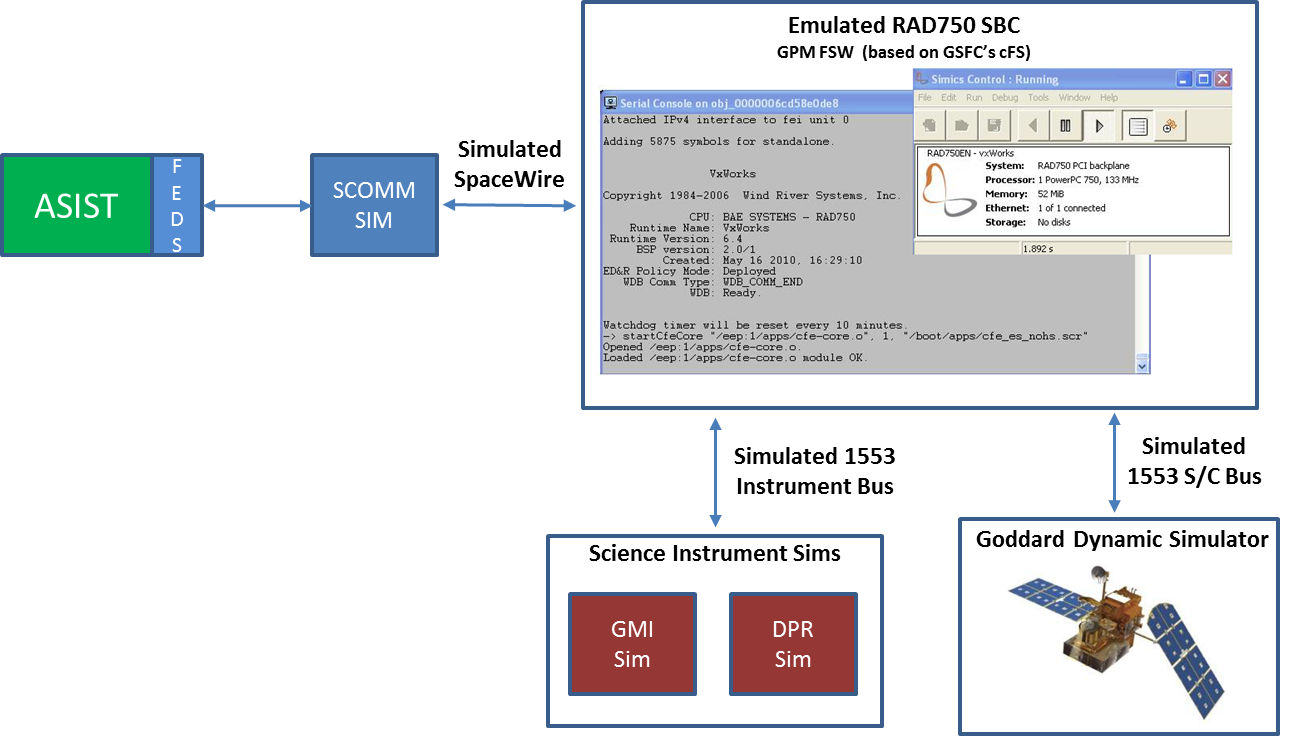 Emulated RAD750 SBC
GPM FSW (based on GSFC's cFS)
Simics Control : Running
File Edit Run Debug Tools Window Help
RAD750EN - vxWorks
System: RAD750 PCI backplane
Processor: 1 PowerPC 750, 133 MHz
Memory: 52 MiB
Ethernet: 1 of 1 connected
Storage: No disks
1.892 s
Serial Console on obj_0000006cd58e0de8
Attached IPv4 interface to fei unit 0
Adding 5875 symbols for standalone.
VxWorks
Copyright 1984-2006 Wind River Systems, Inc.
CPU: BAE SYSTEMS - RAD750
Runtime Name: VxWorks
Runtime Version: 6.4
BSP version: 2.0/1
Created: May 16 2010, 16:29:10
ED&R Policy Mode: Deployed
WDB Comm Type: WDB_COMM_END
WDB: Ready.
Watchdog timer will be reset every 10 minutes.
-> startCfeCore "/eep:1/apps/cfe-core.o", 1, "/boot/apps/cfe_es_nohs.scr"
Opened /eep:1/apps/cfe-core.o.
Loaded /eep:1/apps/cfe-core.o module OK.
ASIST
F
E
D
S
SCOMM
SIM
Simulated
SpaceWire
Simulated 1553
Instrument Bus
Simulated
1553 S/C Bus
Science Instrument Sims
GMI
Sim
DPR
Sim
Goddard Dynamic Simulator